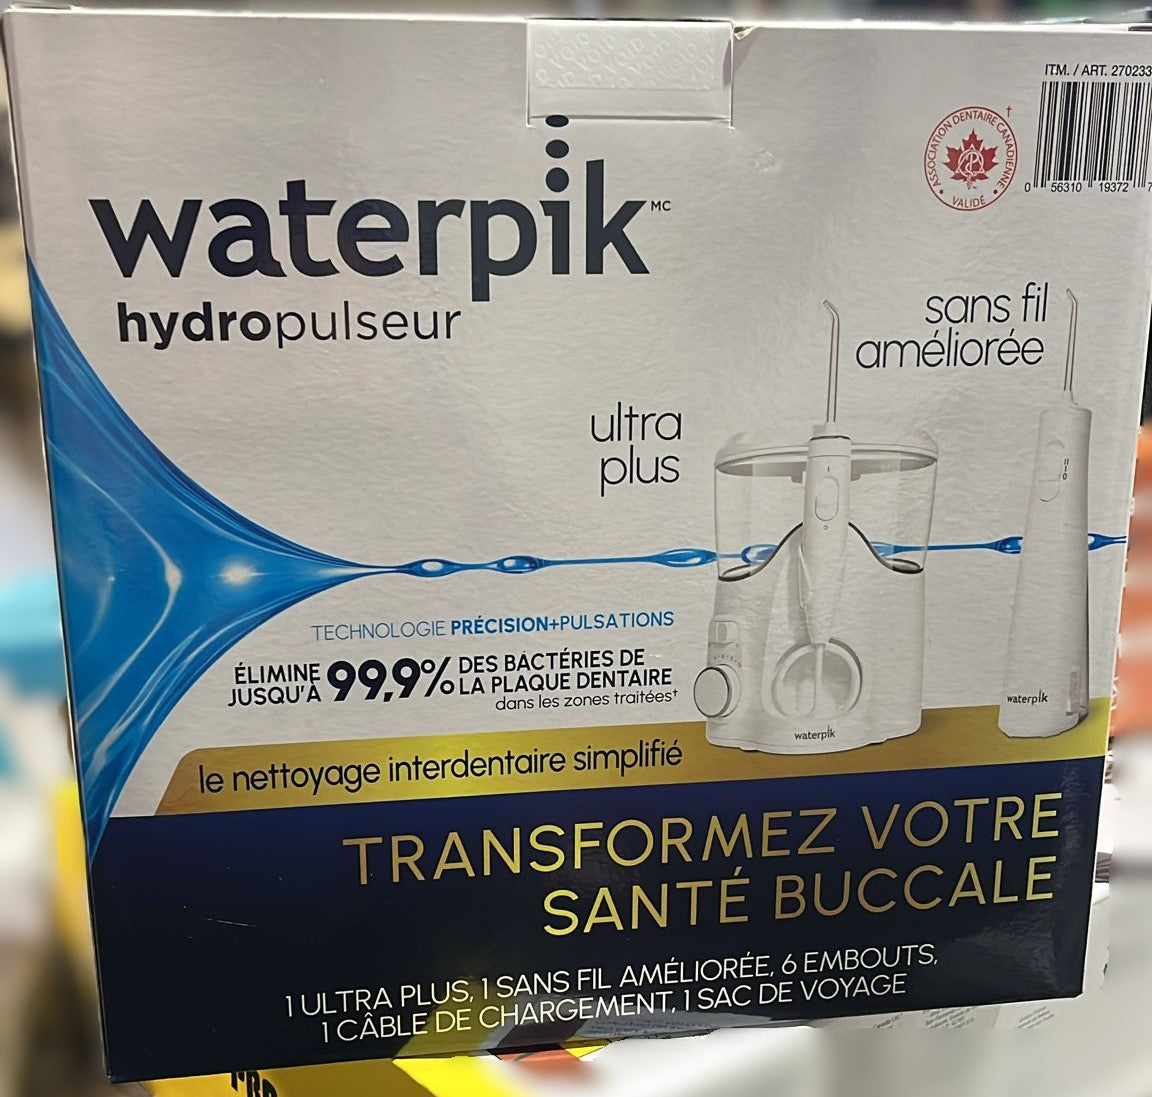 VOID VOID
VOID
ITM. / ART. 270233
ASSOCIATION DENTAIRE CANADIENNE †
VALIDÉ
0 56310 19372 7
waterpik MC
hydropulseur
sans fil
améliorée
ultra
plus
TECHNOLOGIE PRÉCISION+PULSATIONS
ÉLIMINE JUSQU'À 99,9% DES BACTÉRIES DE
LA PLAQUE DENTAIRE
dans les zones traitées†
waterpik
waterpik
le nettoyage interdentaire simplifié
TRANSFORMEZ VOTRE
SANTÉ BUCCALE
1 ULTRA PLUS, 1 SANS FIL AMÉLIORÉE, 6 EMBOUTS,
1 CÂBLE DE CHARGEMENT, 1 SAC DE VOYAGE